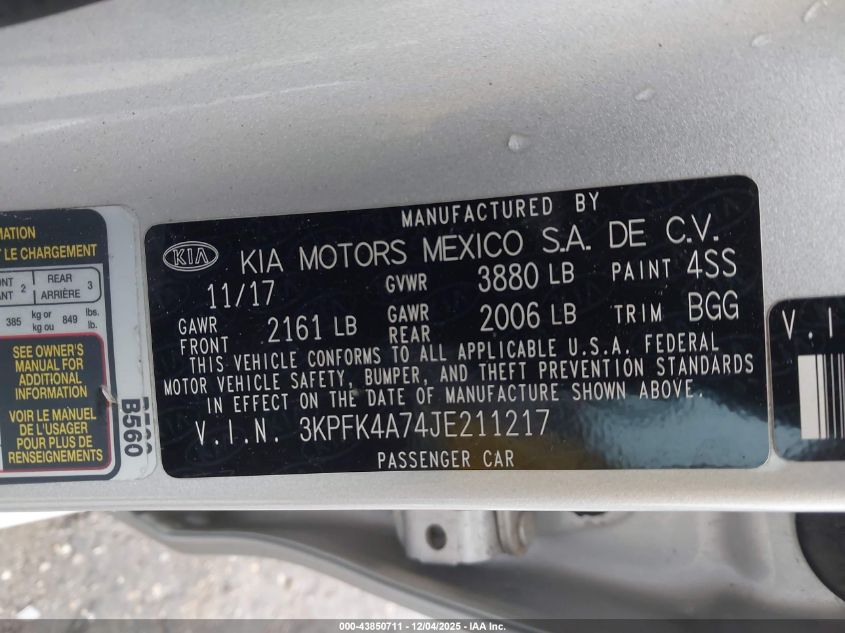 MANUFACTURED BY
KIA
KIA MOTORS MEXICO S.A. DE C.V.
11/17 GVWR 3880 LB PAINT 4SS
GAWR FRONT 2161 LB GAWR REAR 2006 LB TRIM BGG
THIS VEHICLE CONFORMS TO ALL APPLICABLE U.S.A. FEDERAL
MOTOR VEHICLE SAFETY, BUMPER, AND THEFT PREVENTION STANDARDS
IN EFFECT ON THE DATE OF MANUFACTURE SHOWN ABOVE.
V.I.N. 3KPFK4A74JE211217
PASSENGER CAR
LE CHARGEMENT
2 REAR ARRIÈRE 3
385 kg or kg ou 849 lbs. lb.
SEE OWNER'S
MANUAL FOR
ADDITIONAL
INFORMATION
VOIR LE MANUEL
DE L'USAGER
POUR PLUS DE
RENSEIGNEMENTS
B560
V.I
000-43850711 - 12/04/2025 - IAA, Inc.